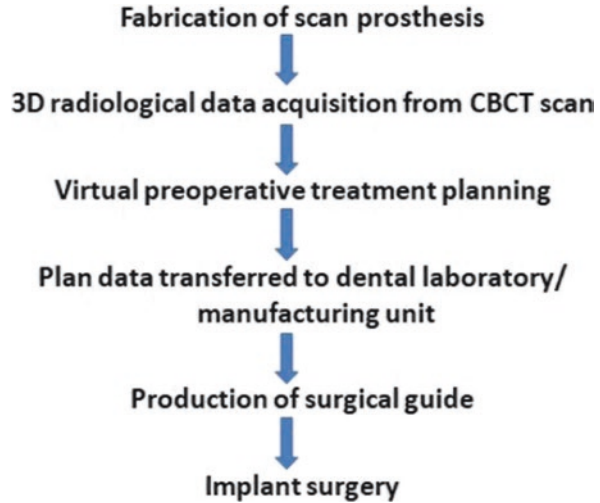 Fabrication of scan prosthesis
3D radiological data acquisition from CBCT scan
Virtual preoperative treatment planning
Plan data transferred to dental laboratory/
manufacturing unit
Production of surgical guide
Implant surgery